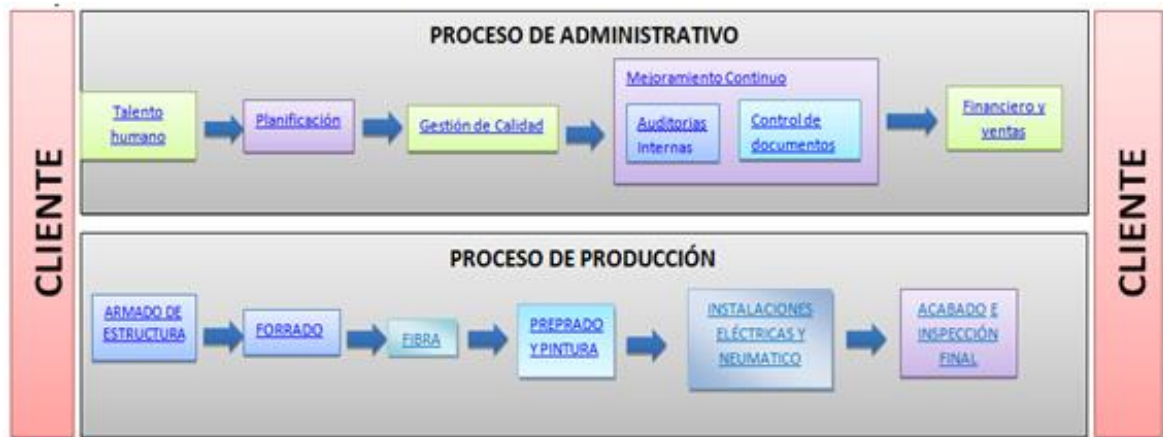 CLIENTE
PROCESO DE ADMINISTRATIVO
Talento
humano
Planificación
Gestión de Calidad
Mejoramiento Continuo
Auditorias
Internas
Control de
documentos
Financiero y
ventas
PROCESO DE PRODUCCIÓN
ARMADO DE
ESTRUCTURA
FORRADO
FIBRA
PREPRADO
Y PINTURA
INSTALACIONES
ELÉCTRICAS Y
NEUMATICO
ACABADO E
INSPECCIÓN
FINAL
CLIENTE